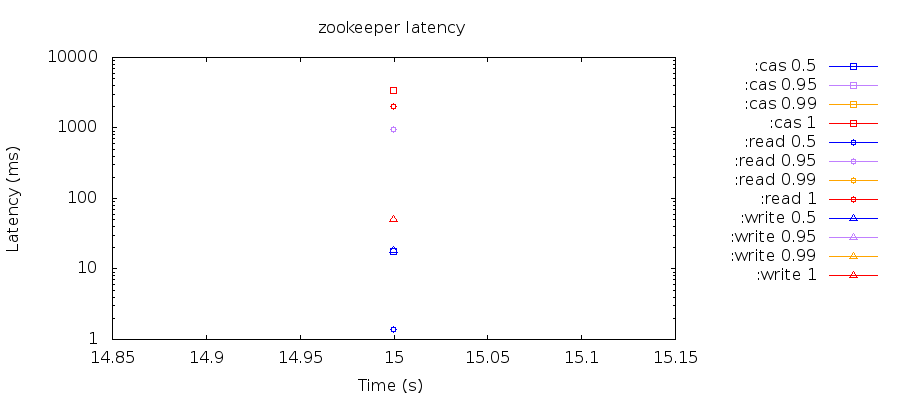 zookeeper latency
10000
1000
100
10
1
Latency (ms)
14.85 14.9 14.95 15 15.05 15.1 15.15
Time (s)
:cas 0.5
:cas 0.95
:cas 0.99
:cas 1
:read 0.5
:read 0.95
:read 0.99
:read 1
:write 0.5
:write 0.95
:write 0.99
:write 1